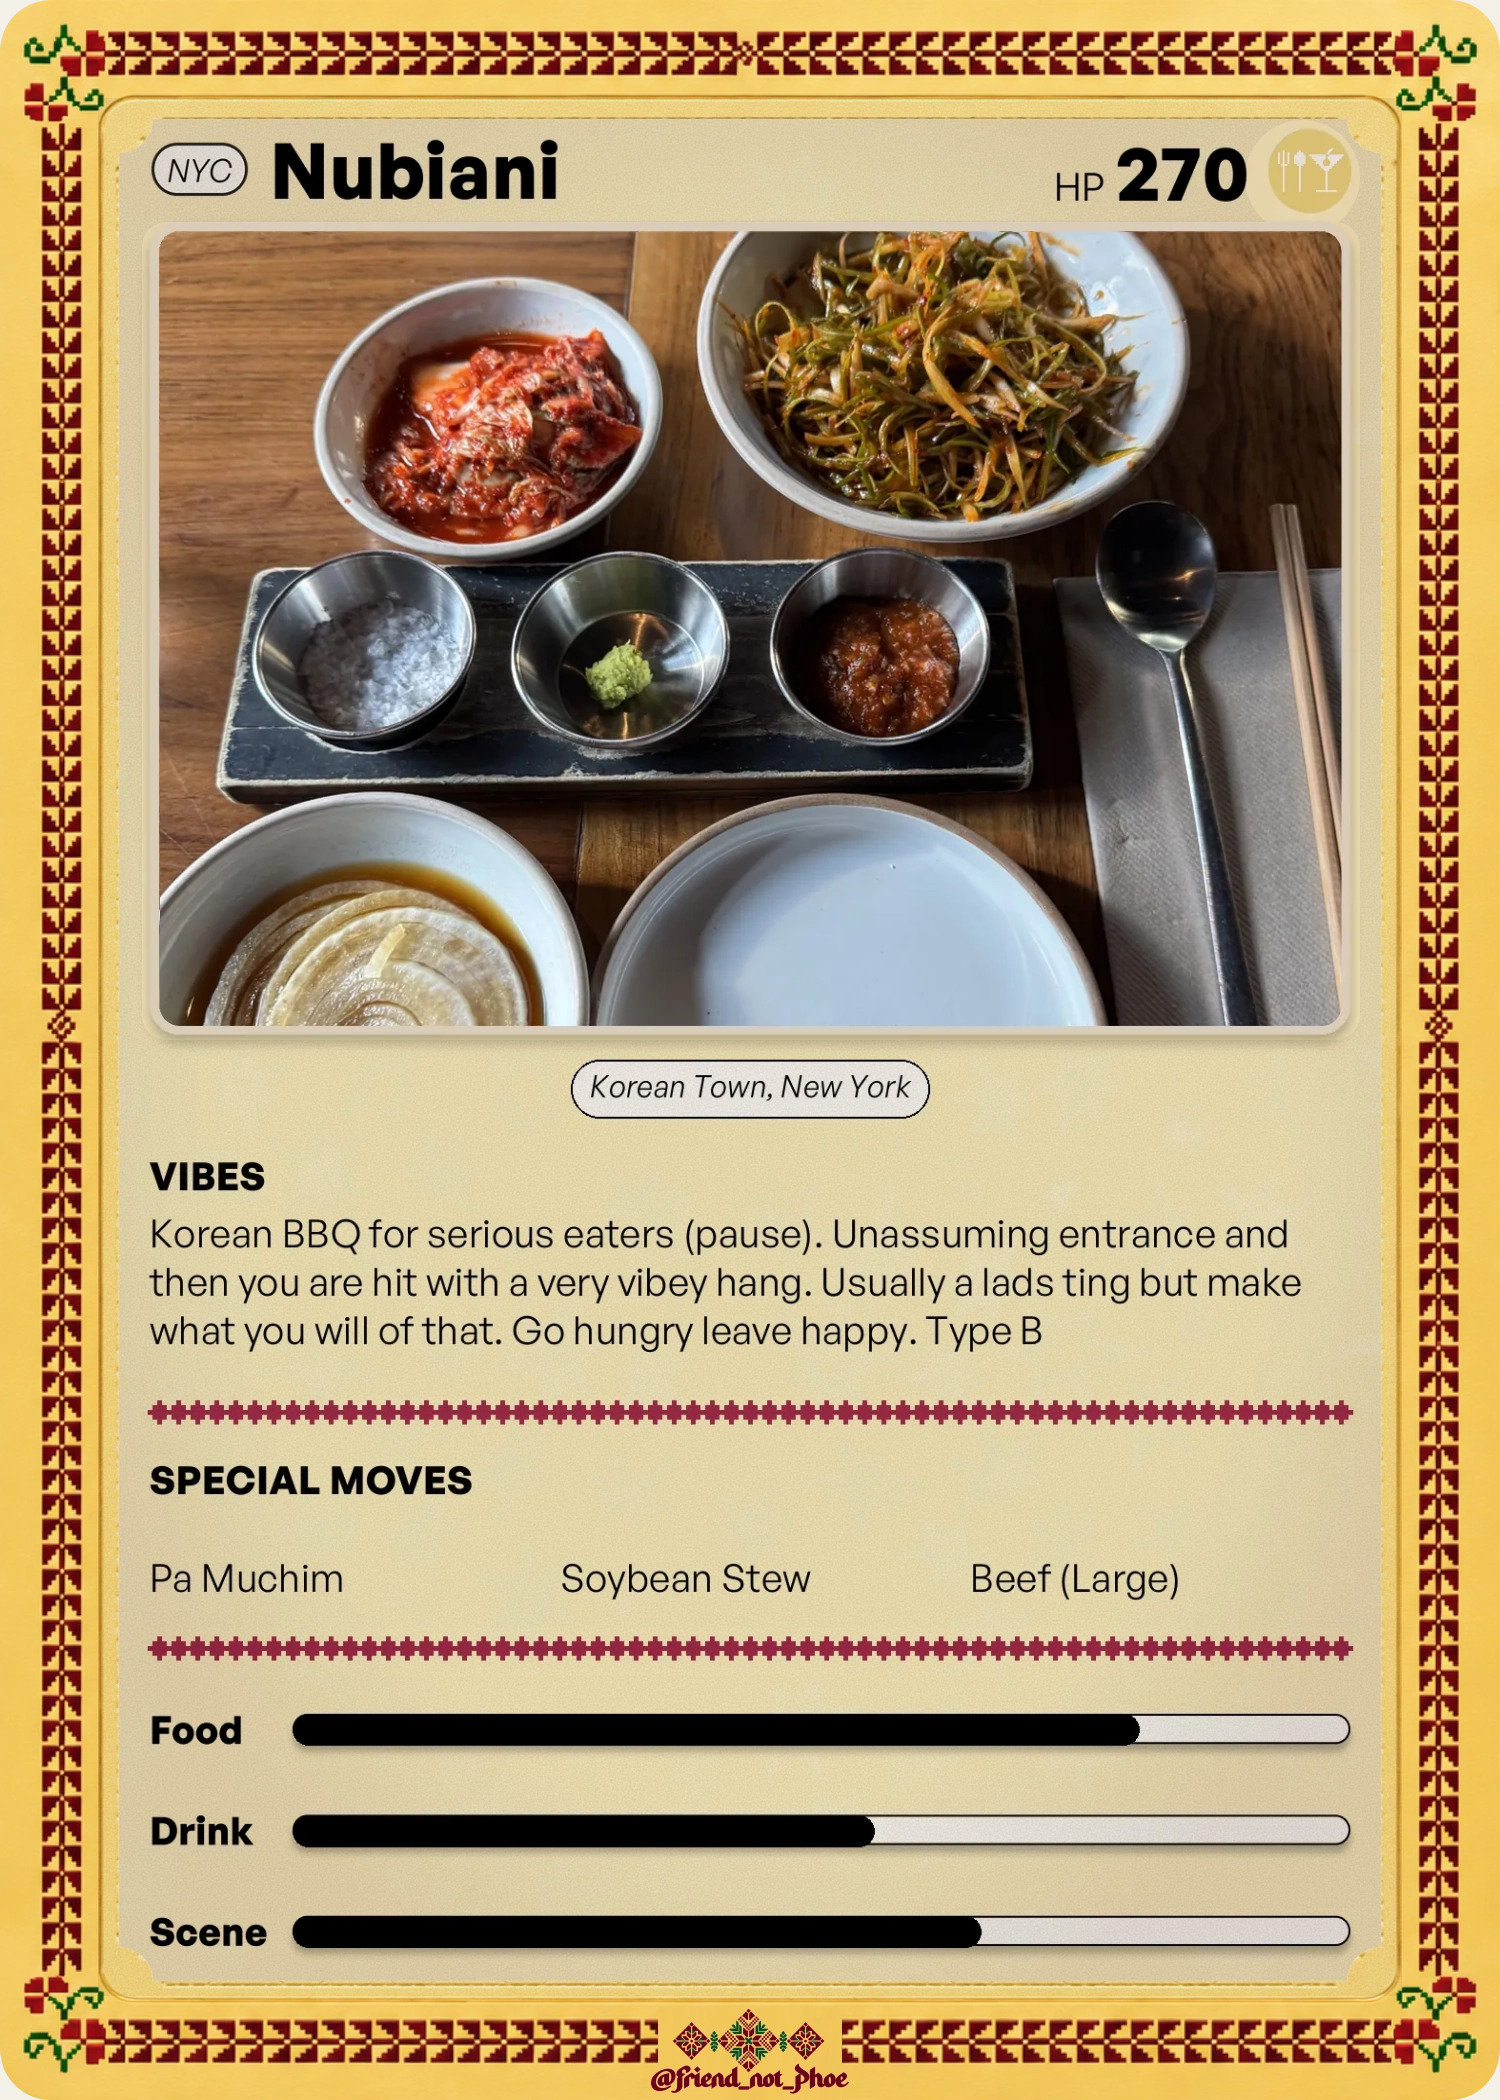 NYC Nubiani HP 270
Korean Town, New York
VIBES
Korean BBQ for serious eaters (pause). Unassuming entrance and
then you are hit with a very vibey hang. Usually a lads ting but make
what you will of that. Go hungry leave happy. Type B
SPECIAL MOVES
Pa Muchim Soybean Stew Beef (Large)
Food
Drink
Scene
@friend_not_phoe